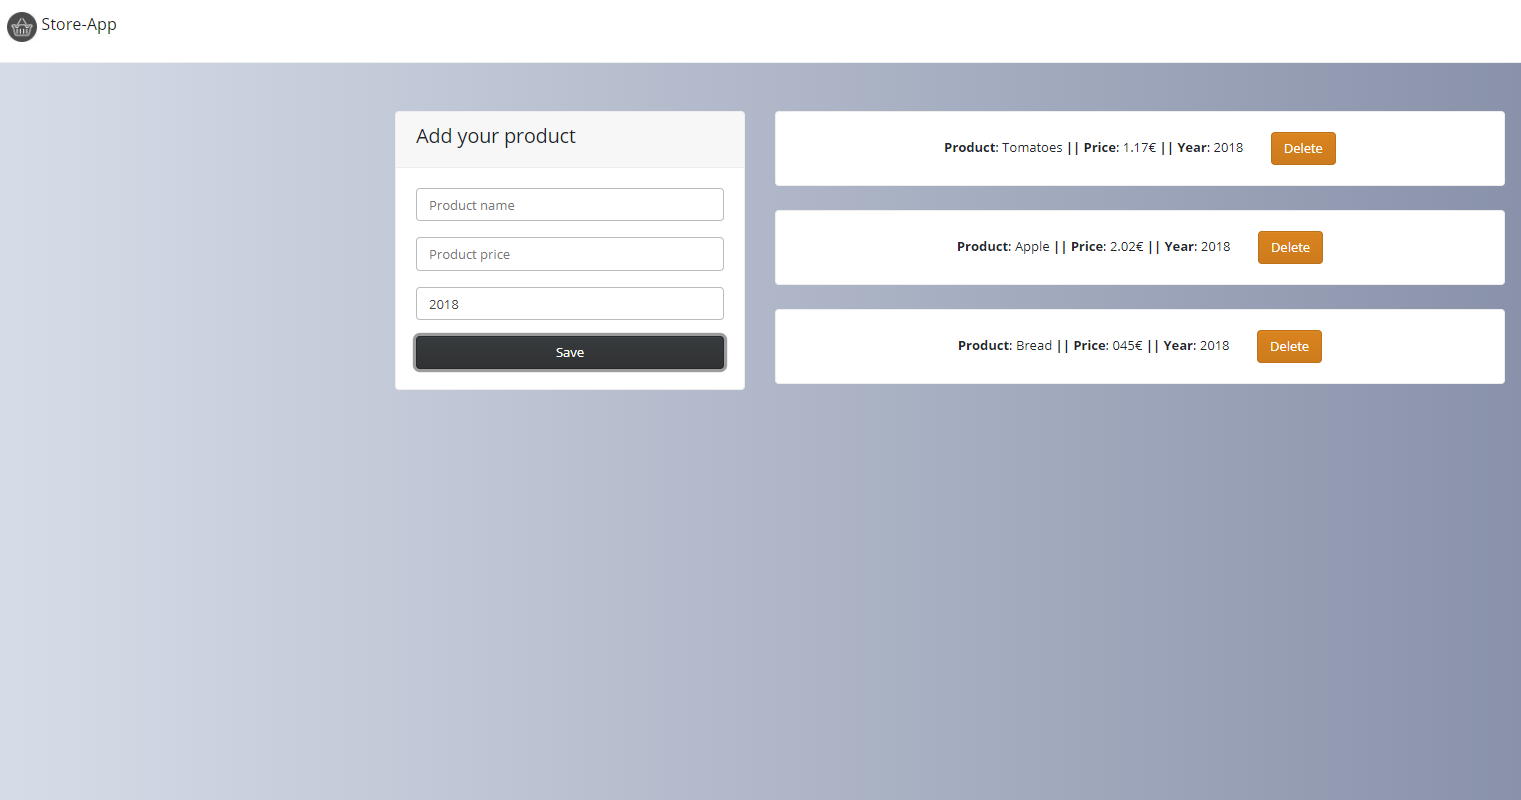 Store-App
Add your product
Product name
Product price
2018
Save
Product: Tomatoes || Price: 1.17€ || Year: 2018 Delete
Product: Apple || Price: 2.02€ || Year: 2018 Delete
Product: Bread || Price: 045€ || Year: 2018 Delete